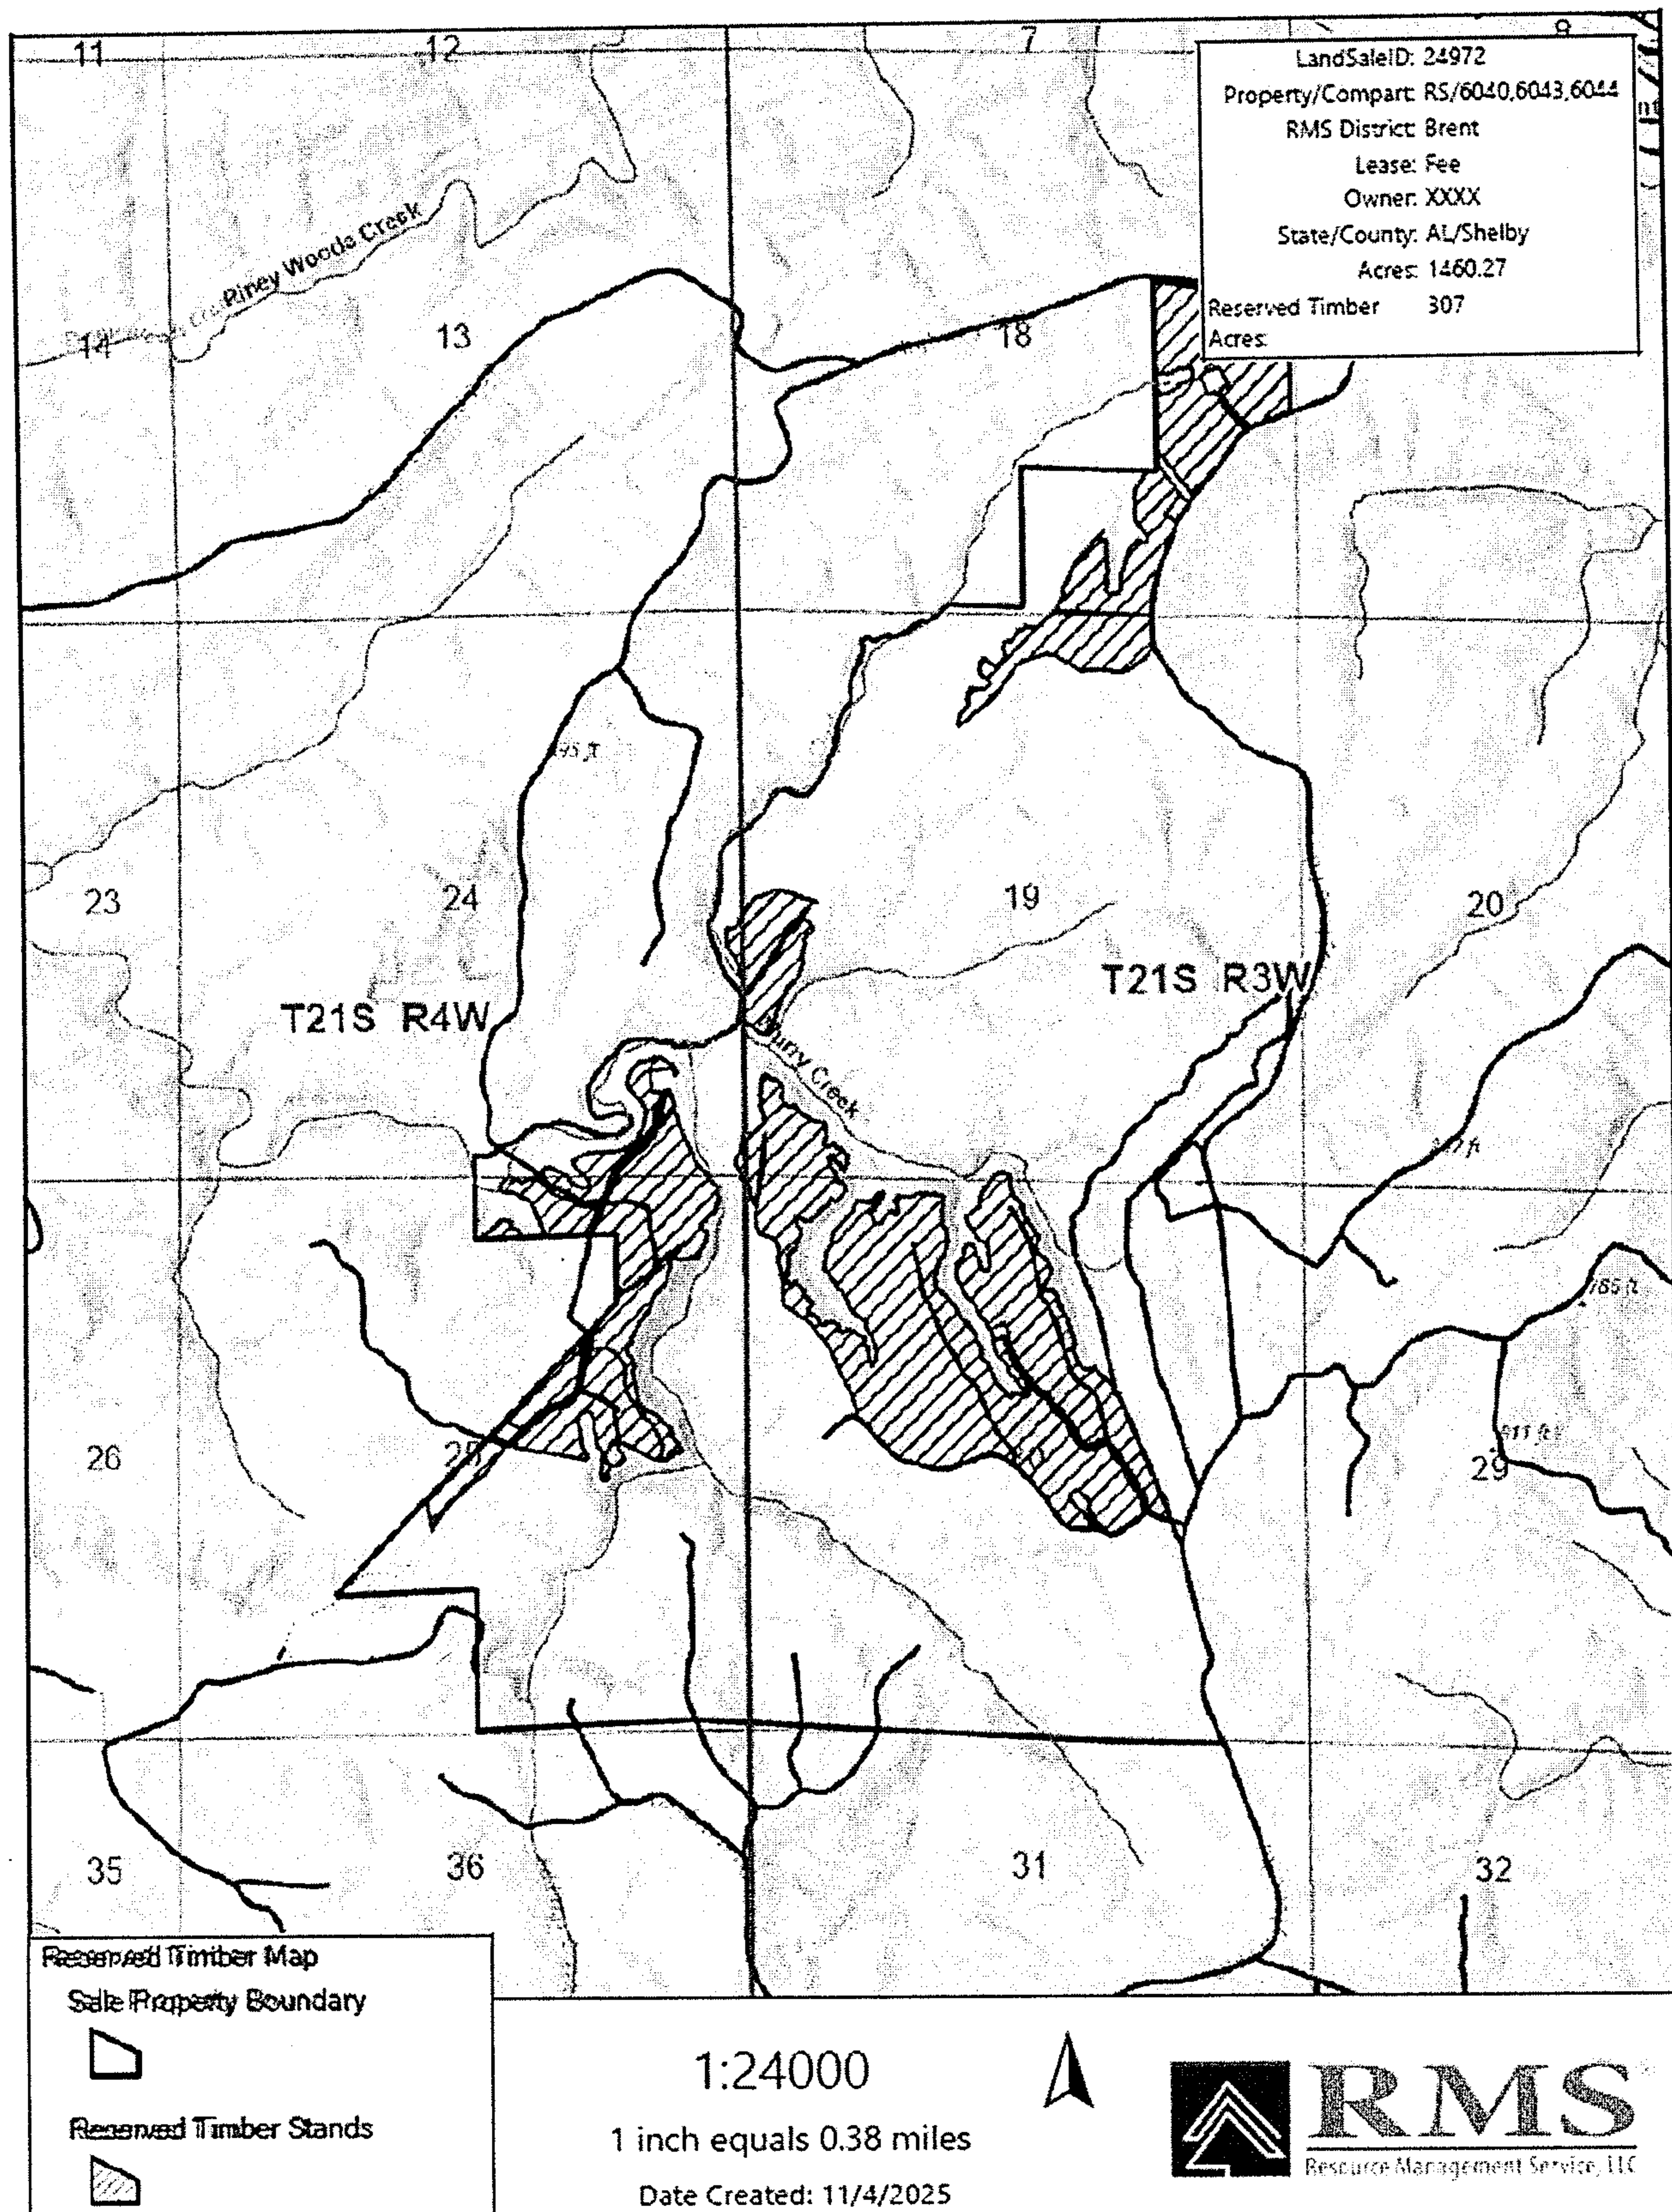 11
12
7
LandSaleID: 24972
Property/Compart: RS/6040,6043,6044
RMS District: Brent
Lease: Fee
Owner: XXXX
State/County: AL/Shelby
Acres: 1460.27
Reserved Timber 307
Acres:
Piney Woods Creek
14
13
18
23
24
19
20
T21S R4W
T21S R3W
Creek
785 ft
26
25
29
35
36
31
32
Reserved Timber Map
Sale Property Boundary
Reserved Timber Stands
1:24000
1 inch equals 0.38 miles
Date Created: 11/4/2025
RMS
Resource Management Service, LLC